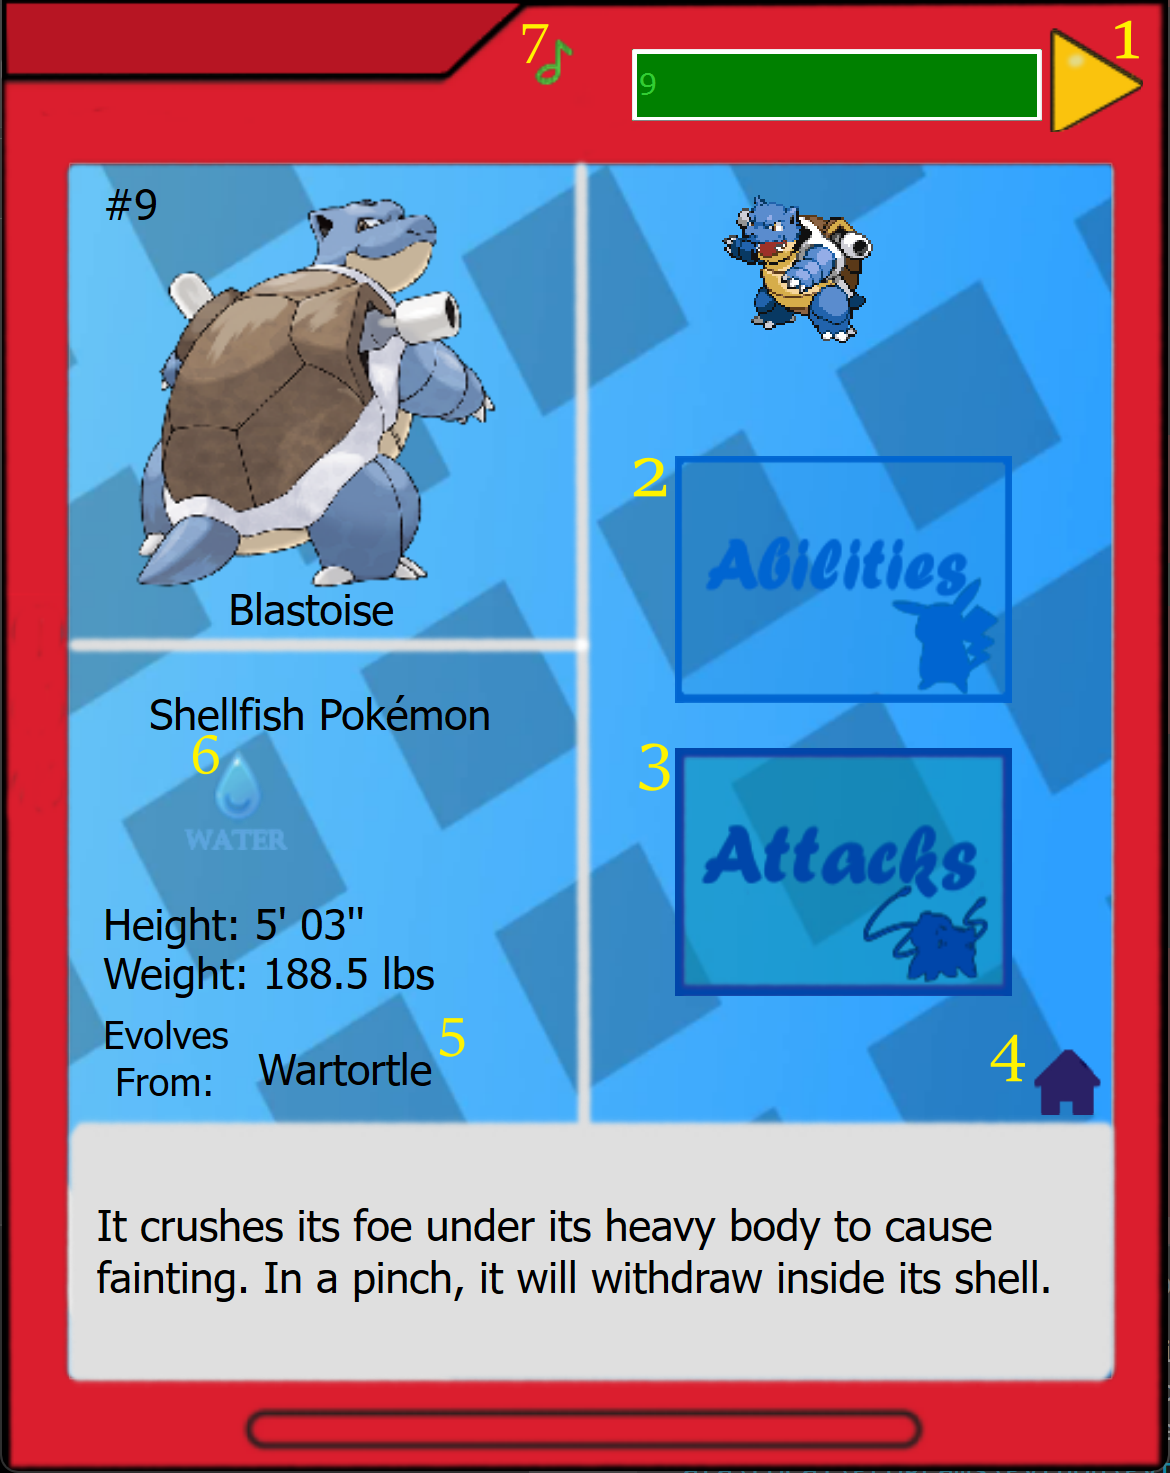 7
9
1
#9
Blastoise
2
Abilities
Shellfish Pokémon
6
WATER
3
Attacks
Height: 5' 03"
Weight: 188.5 lbs
Evolves
From:
Wartortle
5
4
It crushes its foe under its heavy body to cause
fainting. In a pinch, it will withdraw inside its shell.